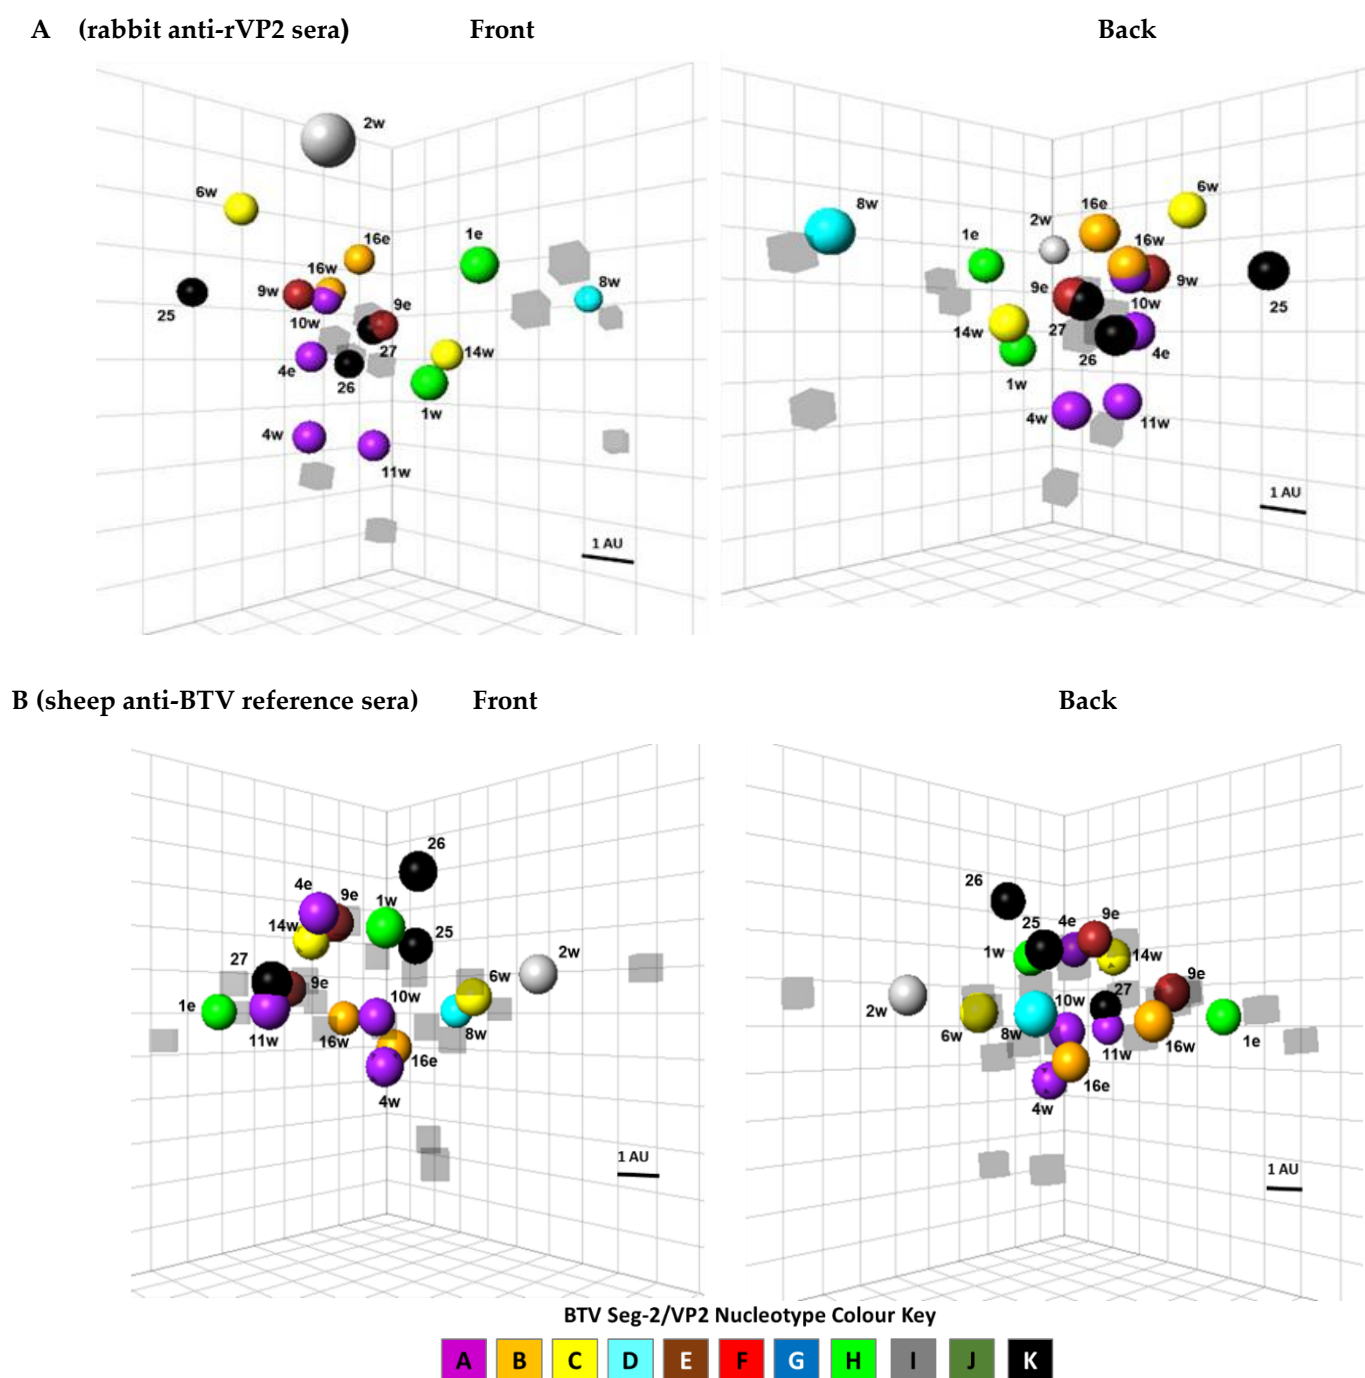 A (rabbit anti-rVP2 sera) Front Back
2w
6w
16e
1e
16w
8w
9w
9e
25
10w
27
14w
4e
26
1w
4w
11w
1 AU
8w
6w
16e
2w
1e
16w
9w
9e
10w
25
14w
27
26
4e
1w
4w
11w
1 AU
B (sheep anti-BTV reference sera) Front Back
26
4e
9e
1w
14w
25
2w
27
6w
9e
10w
1e
11w
16w
8w
16e
4w
1 AU
26
9e
4e
25
1w
14w
9e
27
10w
2w
6w
8w
11w
16w
1e
16e
4w
1 AU
BTV Seg-2/VP2 Nucleotype Colour Key
A B C D E F G H I J K